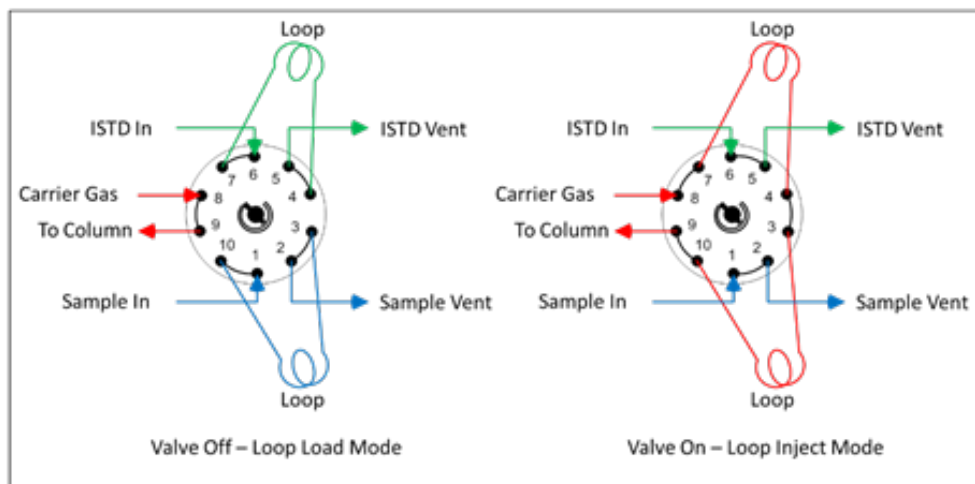 Loop
ISTD In
ISTD Vent
Carrier Gas
To Column
7
6
5
8
4
9
3
10
1
2
Sample In
Sample Vent
Loop
Valve Off – Loop Load Mode
Loop
ISTD In
ISTD Vent
Carrier Gas
To Column
7
6
5
8
4
9
3
10
1
2
Sample In
Sample Vent
Loop
Valve On – Loop Inject Mode